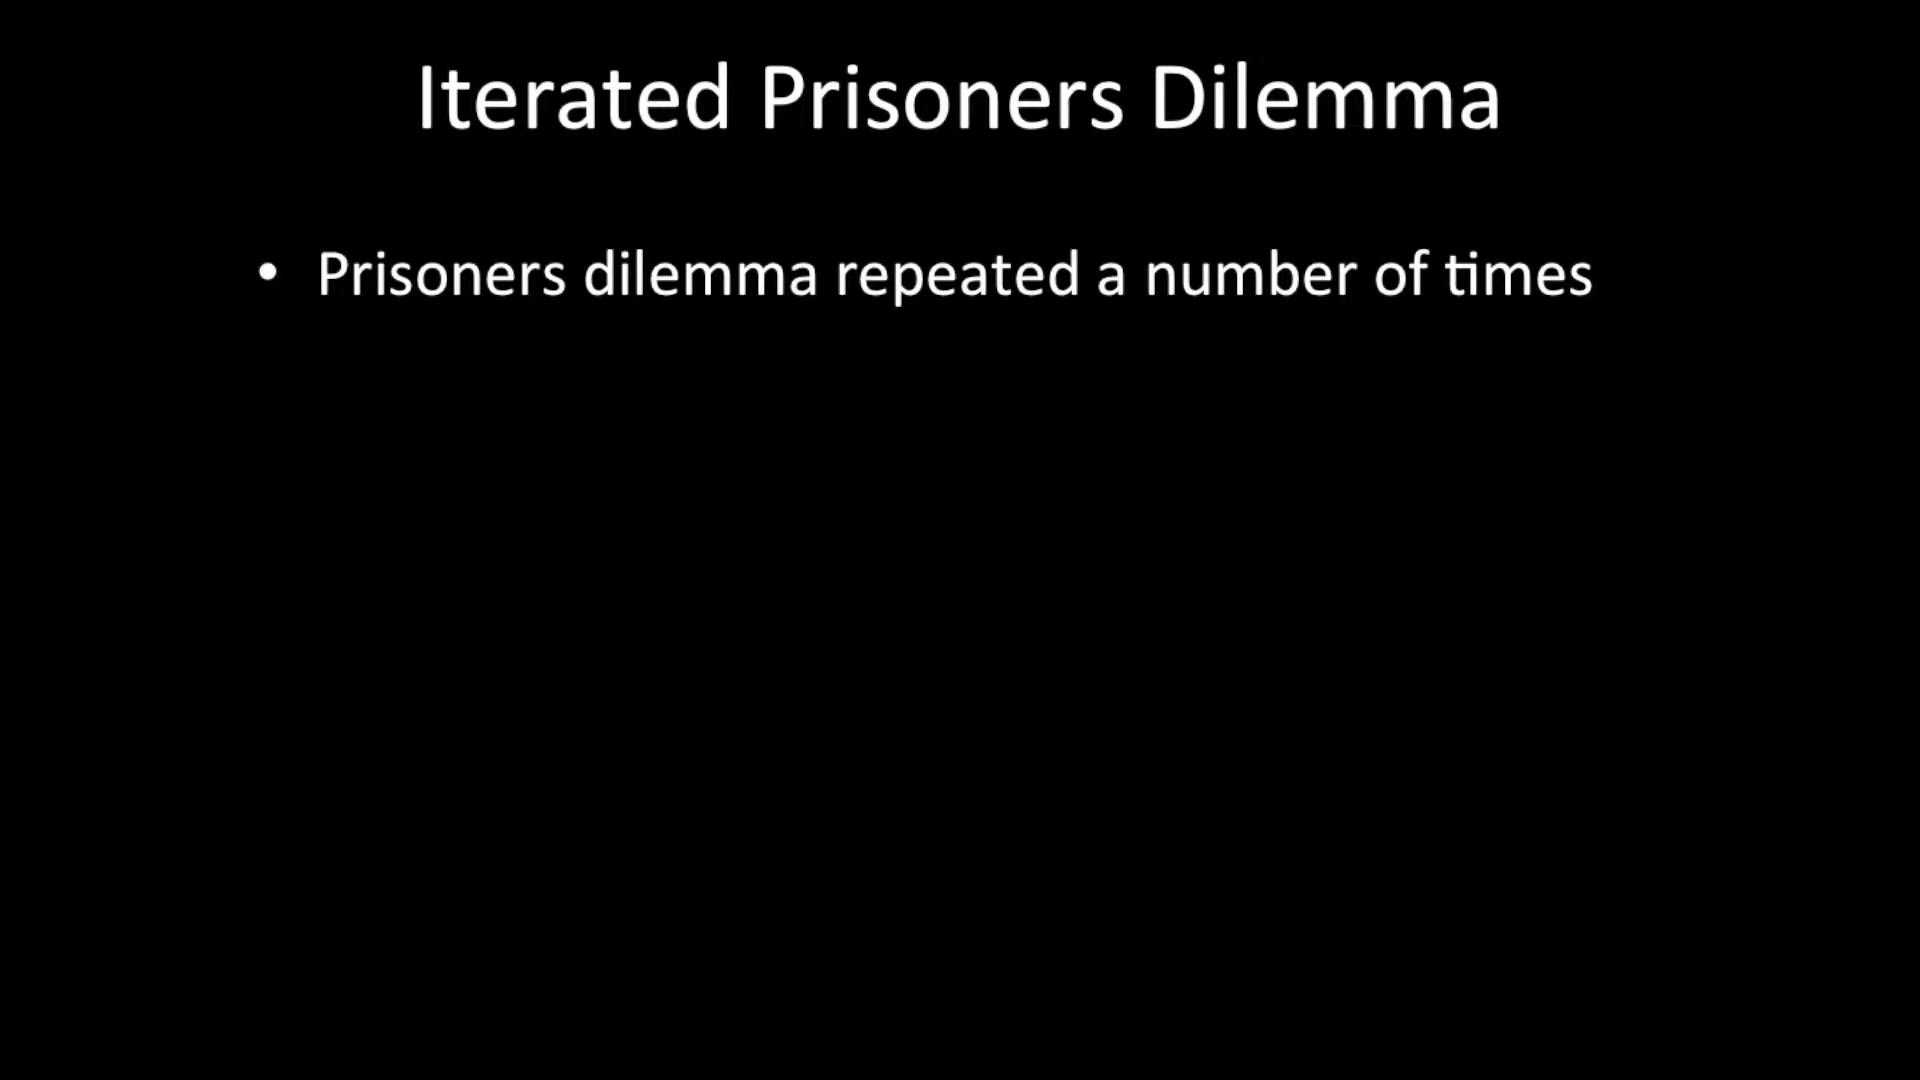 Iterated Prisoners Dilemma
• Prisoners dilemma repeated a number of times